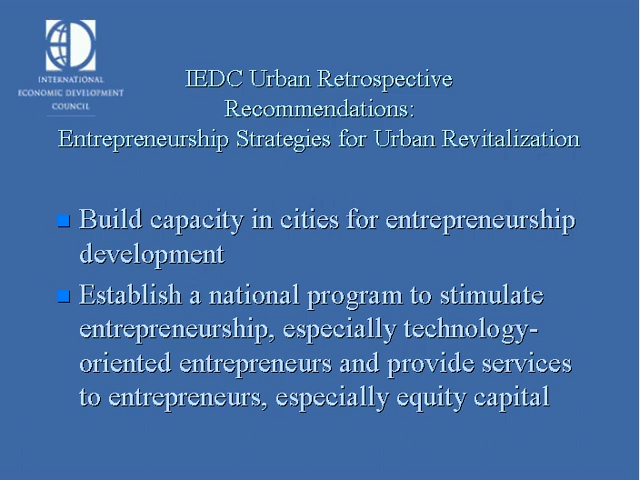 INTERNATIONAL
ECONOMIC DEVELOPMENT
COUNCIL
IEDC Urban Retrospective
Recommendations:
Entrepreneurship Strategies for Urban Revitalization
Build capacity in cities for entrepreneurship
development
Establish a national program to stimulate
entrepreneurship, especially technology-
oriented entrepreneurs and provide services
to entrepreneurs, especially equity capital